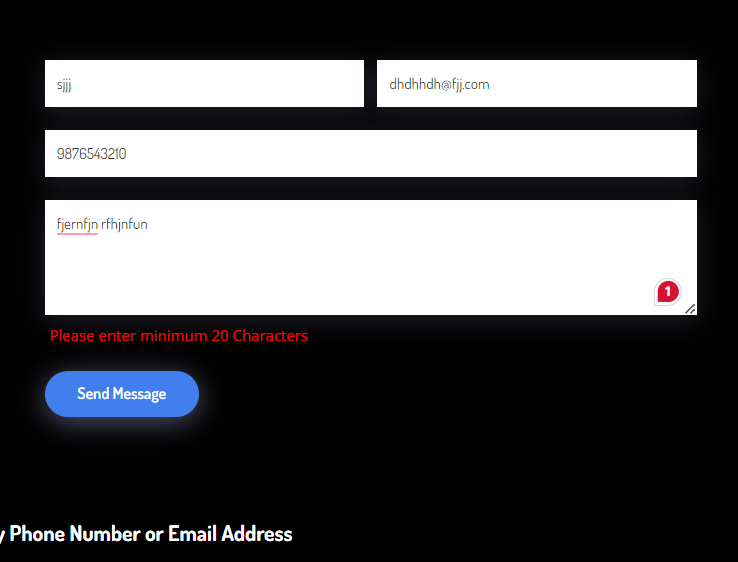 sjjj
dhdhhdh@fjj.com
9876543210
fjernfjn rfhjnfun
1
Please enter minimum 20 Characters
Send Message
y Phone Number or Email Address